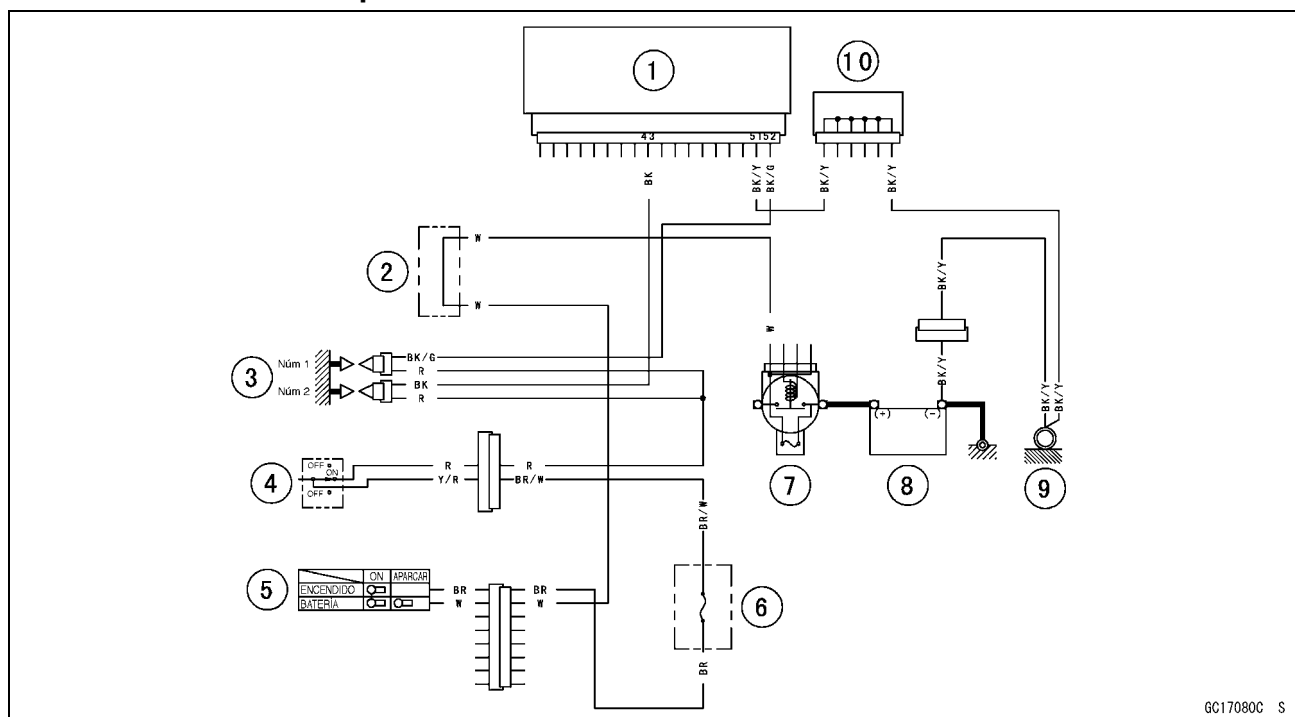 1
10
43
5152
BK
BK/Y
BK/G
BK/Y
BK/Y
2
W
W
W
BK/Y
BK/Y
3
Núm 1
Núm 2
BK/G
R
BK
R
(+)
(-)
BK/Y
BK/Y
7
8
9
4
OFF
ON
OFF
R
Y/R
R
BR/W
BR/W
5
ON
APARCAR
ENCENDIDO
BATERÍA
BR
W
BR
W
6
BR
GC17080C S